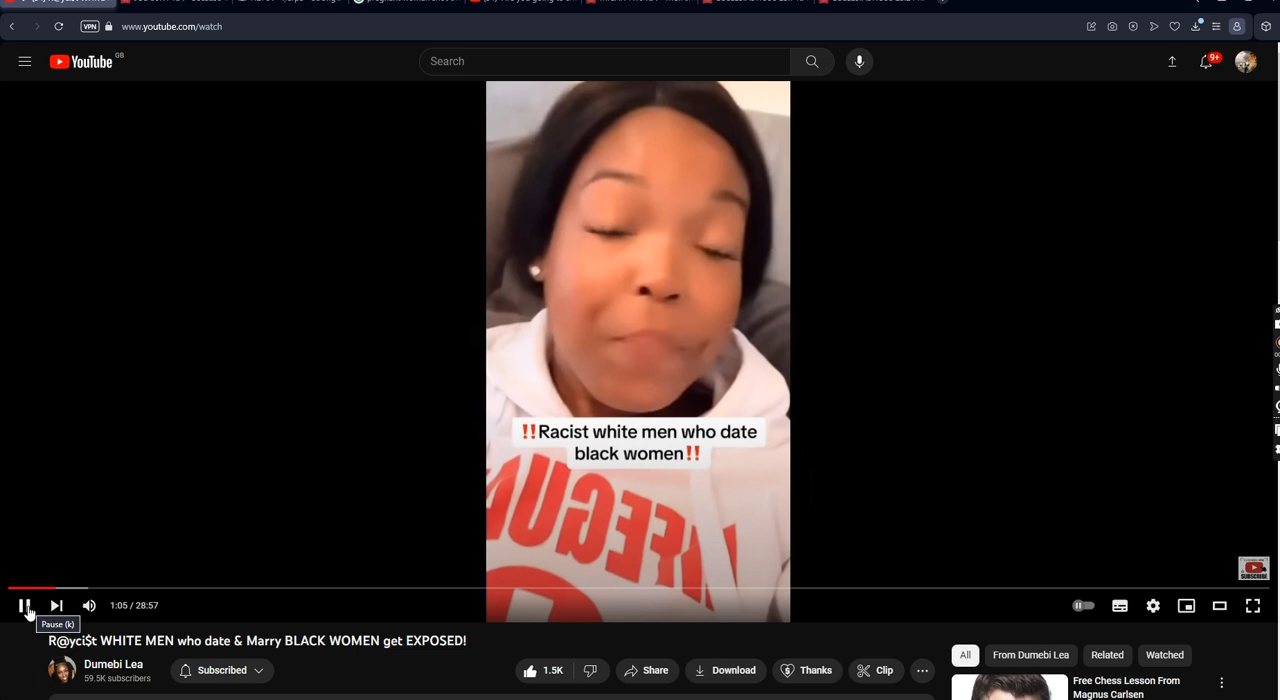 VPN
www.youtube.com/watch
YouTube GB
Search
9+
!!Racist white men who date
black women!!
SUBSCRIBE
1:05 / 28:57
Pause (k)
R@yci$t WHITE MEN who date & Marry BLACK WOMEN get EXPOSED!
Dumebi Lea
59.5K subscribers
Subscribed
1.5K
Share
Download
Thanks
Clip
All
From Dumebi Lea
Related
Watched
Free Chess Lesson From
Magnus Carlsen